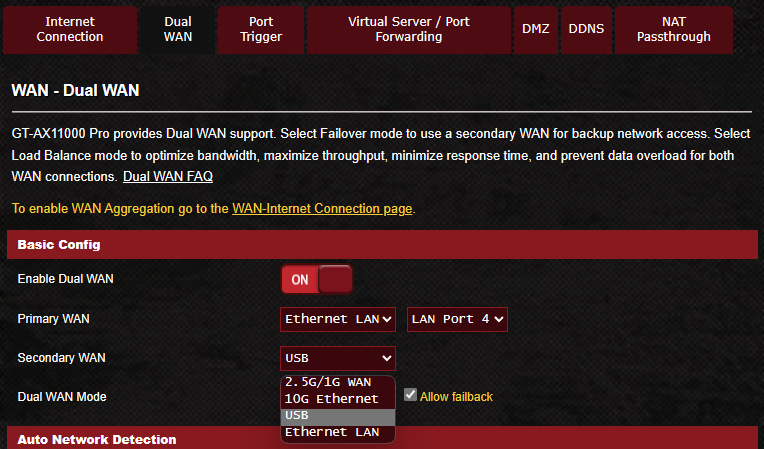 Internet
Connection
Dual
WAN
Port
Trigger
Virtual Server / Port
Forwarding
DMZ
DDNS
NAT
Passthrough
WAN - Dual WAN
GT-AX11000 Pro provides Dual WAN support. Select Failover mode to use a secondary WAN for backup network access. Select
Load Balance mode to optimize bandwidth, maximize throughput, minimize response time, and prevent data overload for both
WAN connections. Dual WAN FAQ
To enable WAN Aggregation go to the WAN-Internet Connection page.
Basic Config
Enable Dual WAN ON
Primary WAN Ethernet LAN LAN Port 4
Secondary WAN USB
2.5G/1G WAN
10G Ethernet
USB
Ethernet LAN
Dual WAN Mode Allow failback
Auto Network Detection